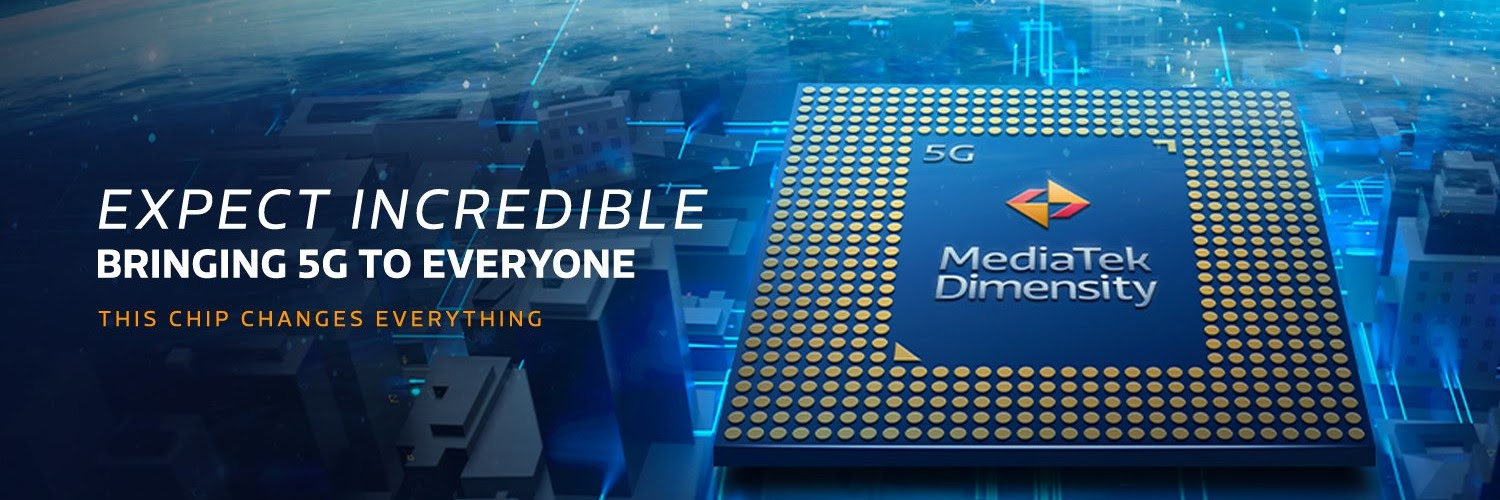 EXPECT INCREDIBLE
BRINGING 5G TO EVERYONE
THIS CHIP CHANGES EVERYTHING
5G
MediaTek
Dimensity